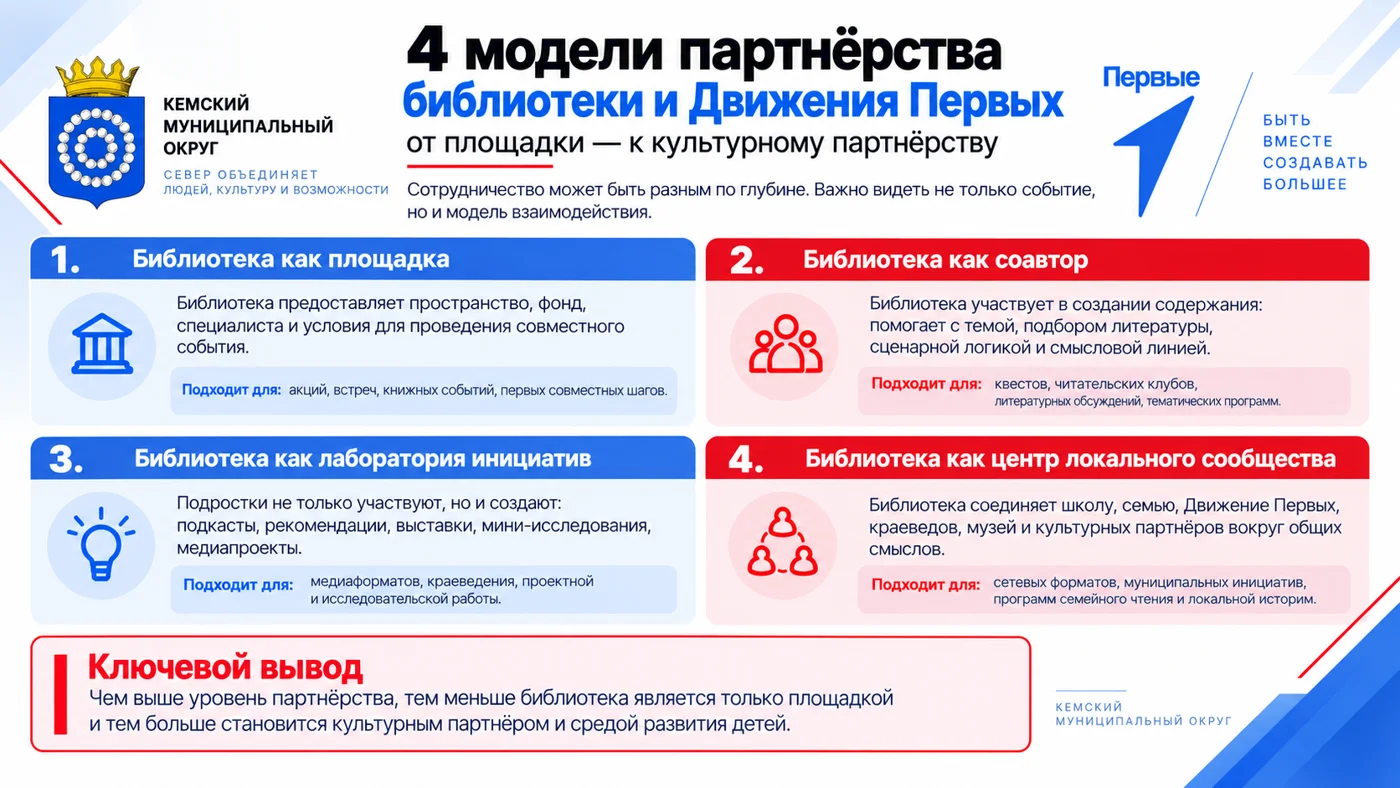 4 модели партнёрства
библиотеки и Движения Первых
от площадки — к культурному партнёрству
Сотрудничество может быть разным по глубине. Важно видеть не только событие,
но и модель взаимодействия.
КЕМСКИЙ
МУНИЦИПАЛЬНЫЙ
ОКРУГ
СЕВЕР ОБЪЕДИНЯЕТ
ЛЮДЕЙ, КУЛЬТУРУ И ВОЗМОЖНОСТИ
Первые
БЫТЬ
ВМЕСТЕ
СОЗДАВАТЬ
БОЛЬШЕЕ
1. Библиотека как площадка
Библиотека предоставляет пространство, фонд,
специалиста и условия для проведения совместного
события.
Подходит для: акций, встреч, книжных событий, первых совместных шагов.
2. Библиотека как соавтор
Библиотека участвует в создании содержания:
помогает с темой, подбором литературы,
сценарной логикой и смысловой линией.
Подходит для: квестов, читательских клубов,
литературных обсуждений, тематических программ.
3. Библиотека как лаборатория инициатив
Подростки не только участвуют, но и создают:
подкасты, рекомендации, выставки, мини-исследования,
медиапроекты.
Подходит для: медиаформатов, краеведения, проектной
и исследовательской работы.
4. Библиотека как центр локального сообщества
Библиотека соединяет школу, семью, Движение Первых,
краеведов, музей и культурных партнёров вокруг общих
смыслов.
Подходит для: сетевых форматов, муниципальных инициатив,
программ семейного чтения и локальной историм.
Ключевой вывод
Чем выше уровень партнёрства, тем меньше библиотека является только площадкой
и тем больше становится культурным партнёром и средой развития детей.
КЕМСКИЙ
МУНИЦИПАЛЬНЫЙ ОКРУГ